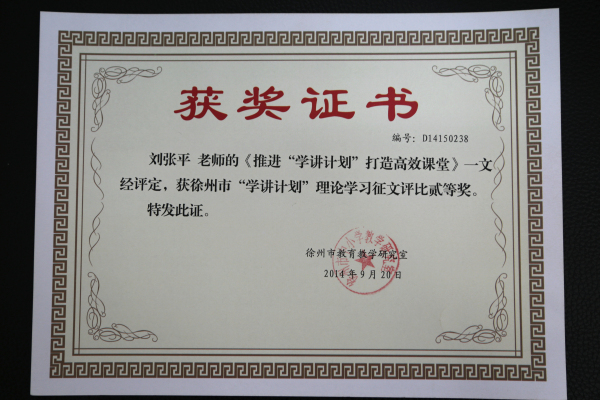 获奖证书
编号：D14150238
刘张平 老师的《推进“学讲计划”打造高效课堂》一文
经评定，获徐州市“学讲计划”理论学习征文评比贰等奖。
特发此证。
徐州市教育教学研究室
2014年9月20日